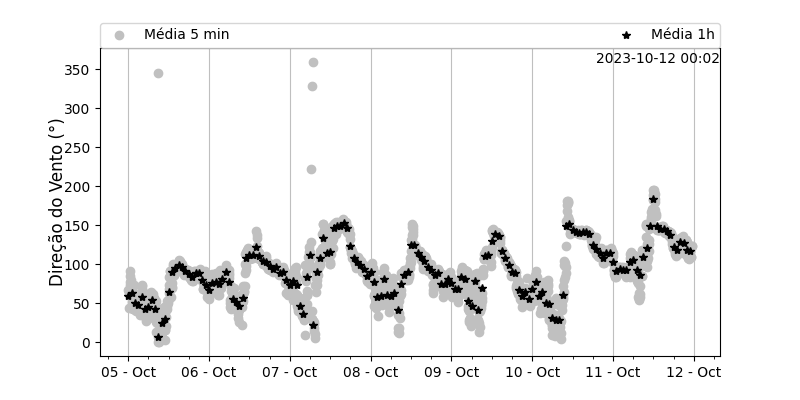 Média 5 min
Média 1h
2023-10-12 00:02
Direção do Vento (°)
350
300
250
200
150
100
50
0
05 - Oct
06 - Oct
07 - Oct
08 - Oct
09 - Oct
10 - Oct
11 - Oct
12 - Oct